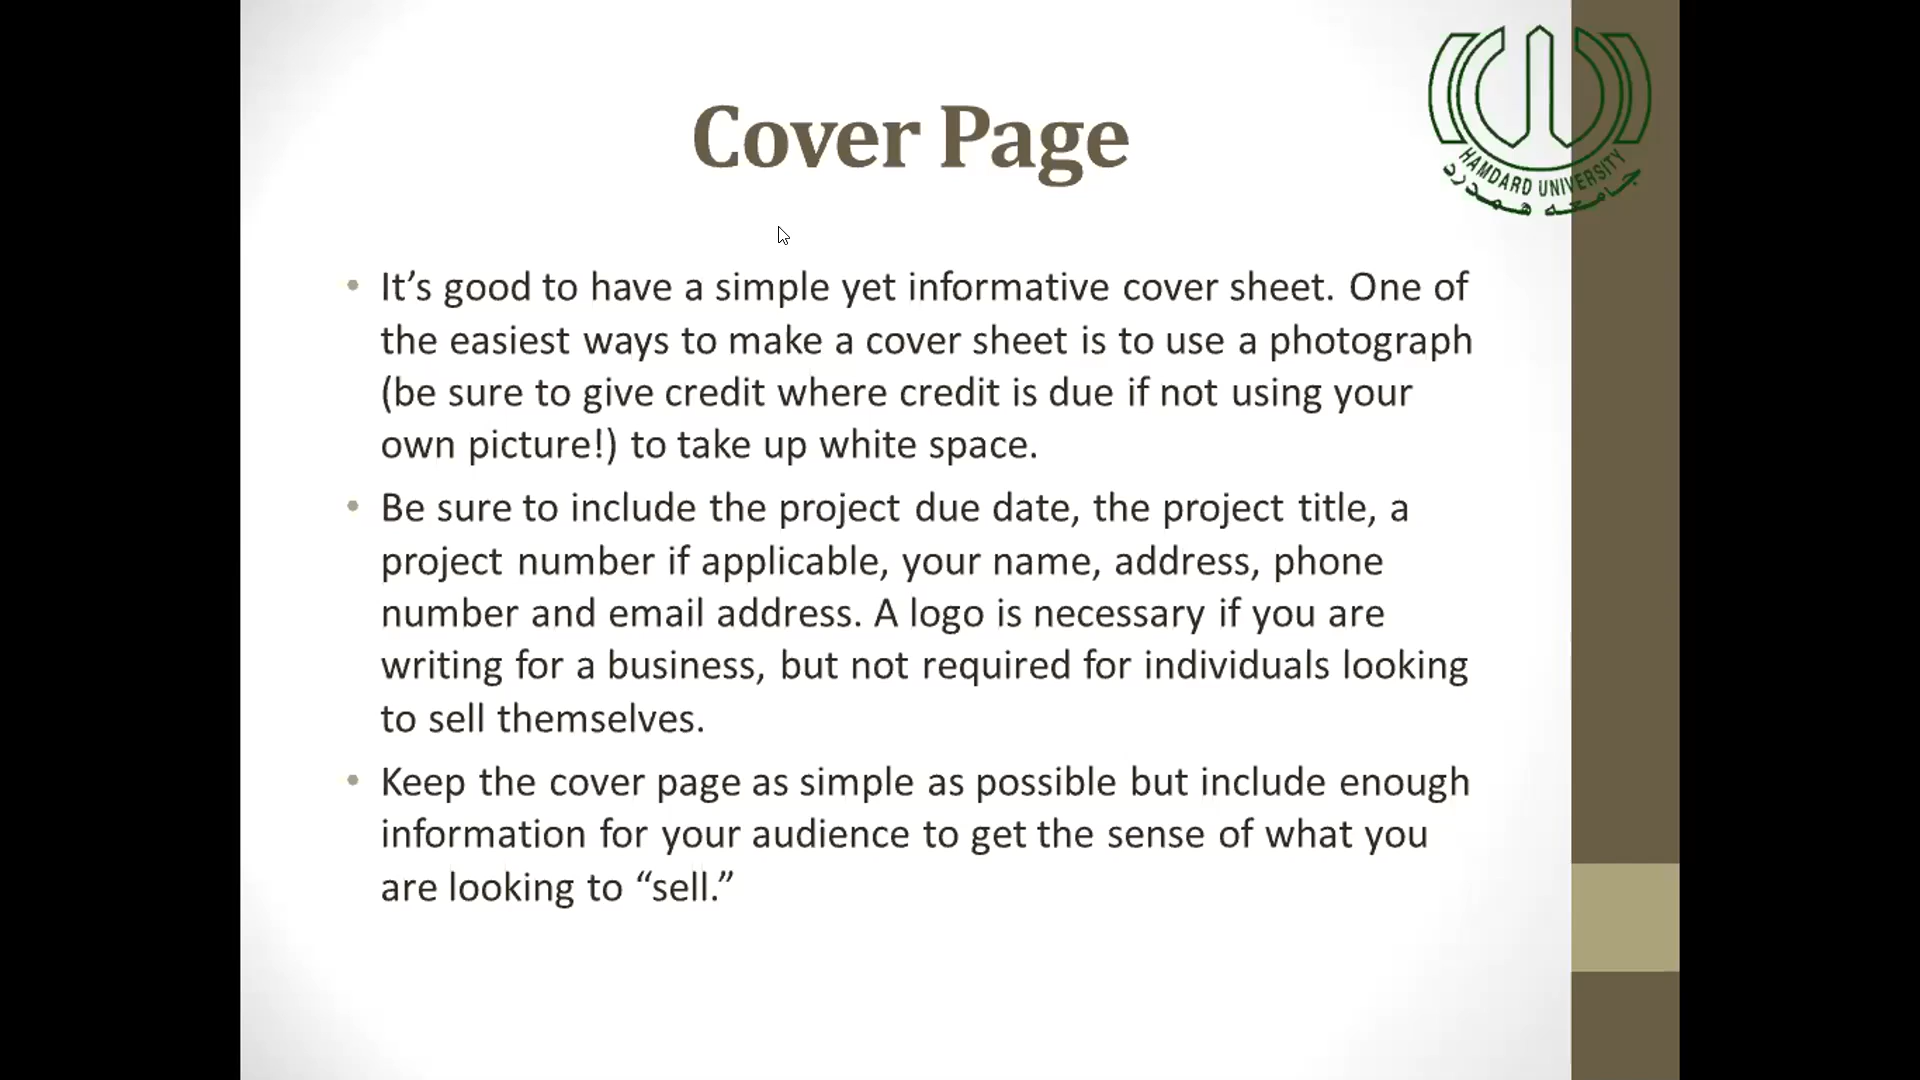 Cover Page
HAMDARD UNIVERSITY
جامعه همدرد
• It’s good to have a simple yet informative cover sheet. One of
the easiest ways to make a cover sheet is to use a photograph
(be sure to give credit where credit is due if not using your
own picture!) to take up white space.
• Be sure to include the project due date, the project title, a
project number if applicable, your name, address, phone
number and email address. A logo is necessary if you are
writing for a business, but not required for individuals looking
to sell themselves.
• Keep the cover page as simple as possible but include enough
information for your audience to get the sense of what you
are looking to “sell.”